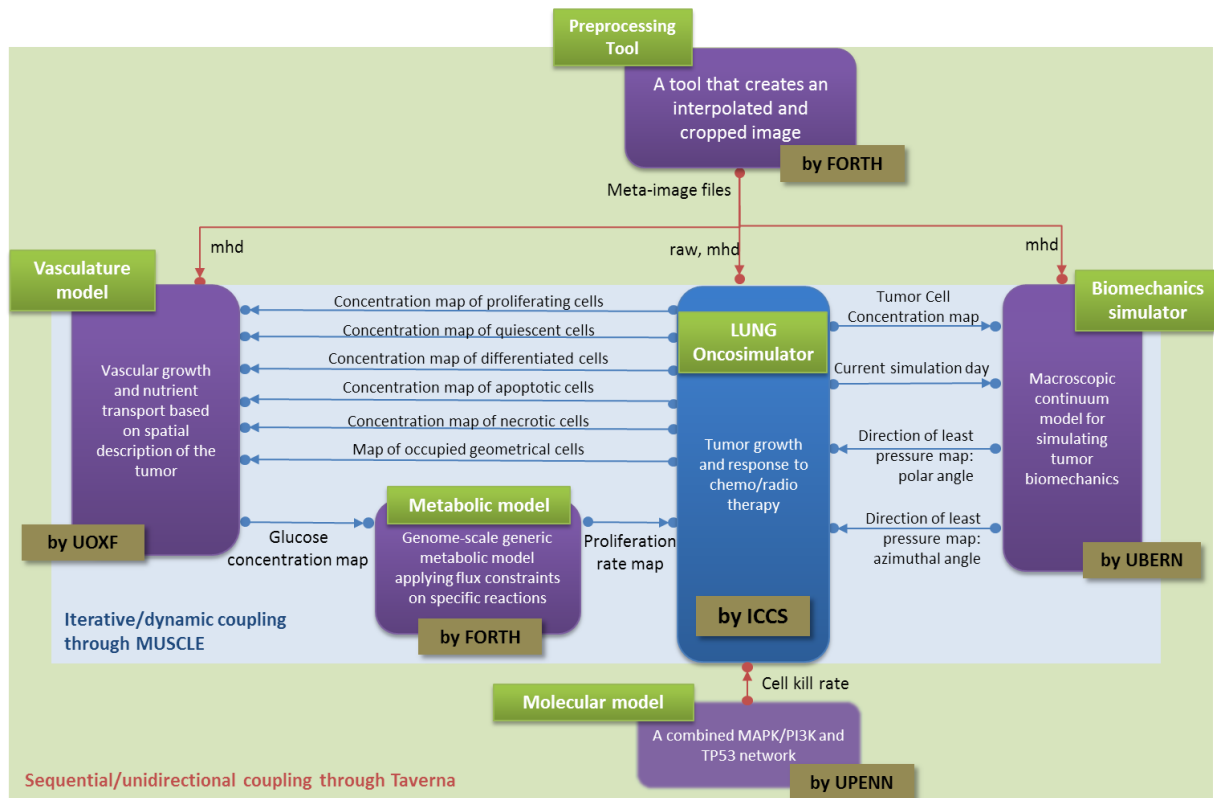 Preprocessing
Tool
A tool that creates an
interpolated and
cropped image
by FORTH
Meta-image files
mhd
raw, mhd
mhd
Vasculature
model
Vascular growth
and nutrient
transport based
on spatial
description of the
tumor
by UOXF
Concentration map of proliferating cells
Concentration map of quiescent cells
Concentration map of differentiated cells
Concentration map of apoptotic cells
Concentration map of necrotic cells
Map of occupied geometrical cells
LUNG
Oncosimulator
Tumor growth
and response to
chemo/radio
therapy
by ICCS
Tumor Cell
Concentration map
Current simulation day
Direction of least
pressure map:
polar angle
Direction of least
pressure map:
azimuthal angle
Biomechanics
simulator
Macroscopic
continuum
model for
simulating
tumor
biomechanics
by UBERN
Glucose
concentration map
Metabolic model
Genome-scale generic
metabolic model
applying flux constraints
on specific reactions
by FORTH
Proliferation
rate map
Iterative/dynamic coupling
through MUSCLE
Cell kill rate
Molecular model
A combined MAPK/PI3K and
TP53 network
by UPENN
Sequential/unidirectional coupling through Taverna